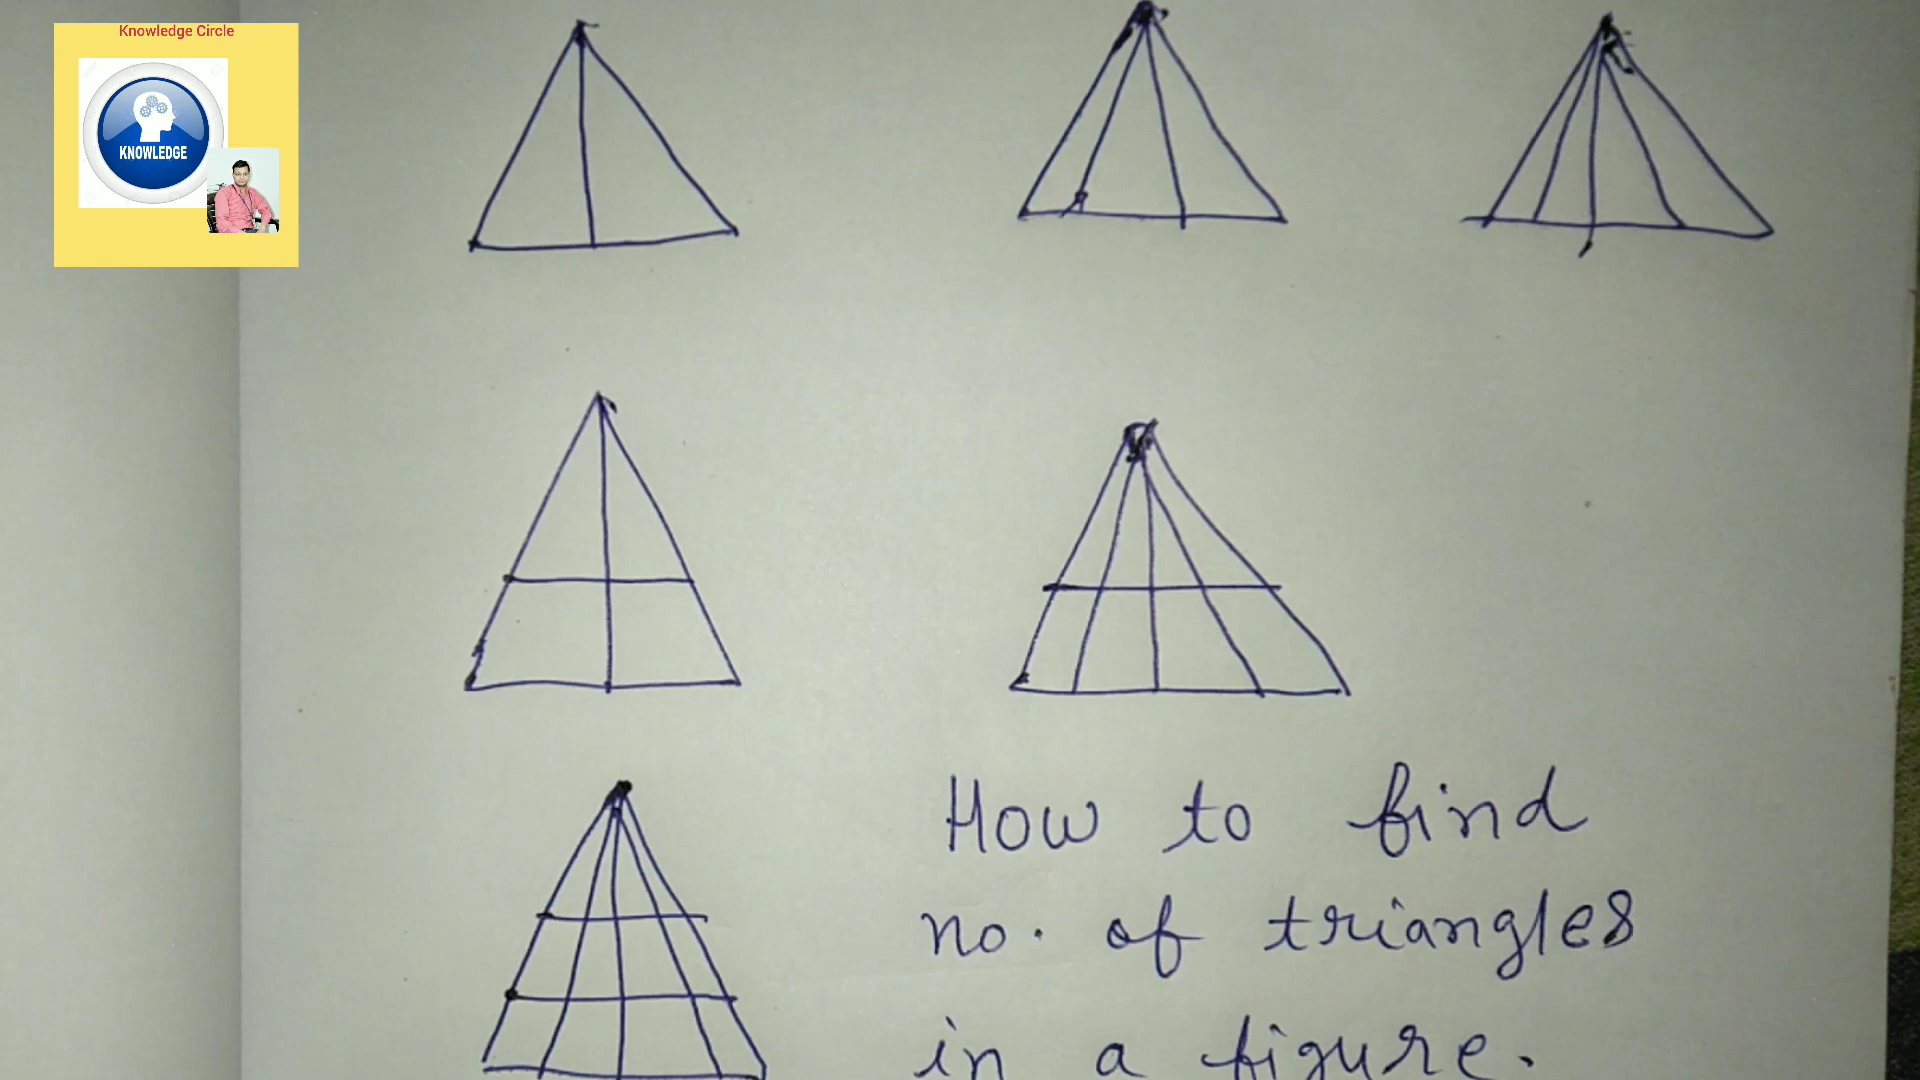 Knowledge Circle
KNOWLEDGE
How to find
no. of triangles
in a figure.